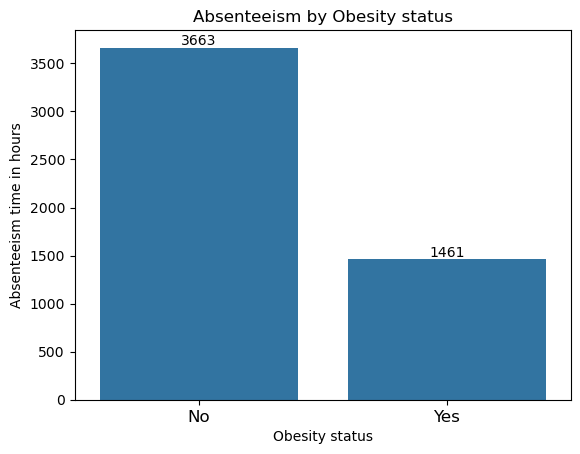 Absenteeism by Obesity status
3663
1461
Absenteeism time in hours
3500
3000
2500
2000
1500
1000
500
0
No
Yes
Obesity status